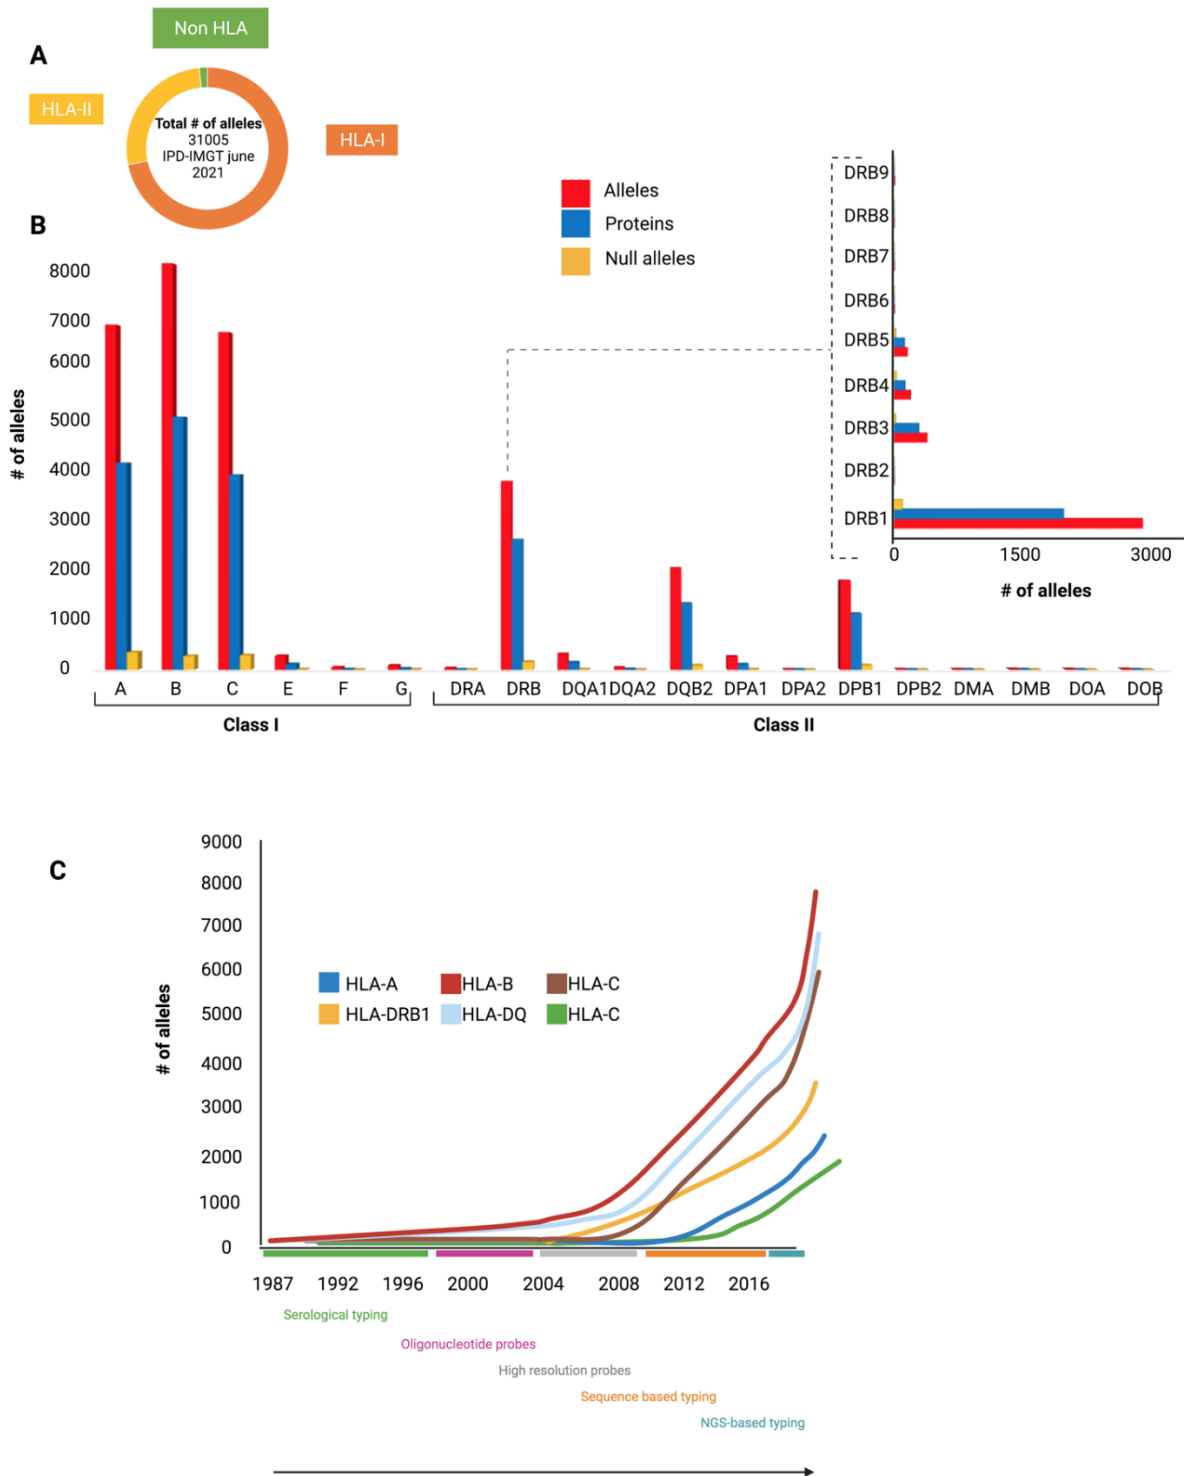 Non HLA
A
HLA-II
Total # of alleles
31005
IPD-IMGT june
2021
HLA-I
B
Alleles
Proteins
Null alleles
# of alleles
8000
7000
6000
5000
4000
3000
2000
1000
0
A B C E F G DRA DRB DQA1 DQA2 DQB2 DPA1 DPA2 DPB1 DPB2 DMA DMB DOA DOB
Class I Class II
DRB9
DRB8
DRB7
DRB6
DRB5
DRB4
DRB3
DRB2
DRB1
0 1500 3000
# of alleles
C
# of alleles
9000
8000
7000
6000
5000
4000
3000
2000
1000
0
HLA-A HLA-B HLA-C
HLA-DRB1 HLA-DQ HLA-C
1987 1992 1996 2000 2004 2008 2012 2016
Serological typing
Oligonucleotide probes
High resolution probes
Sequence based typing
NGS-based typing